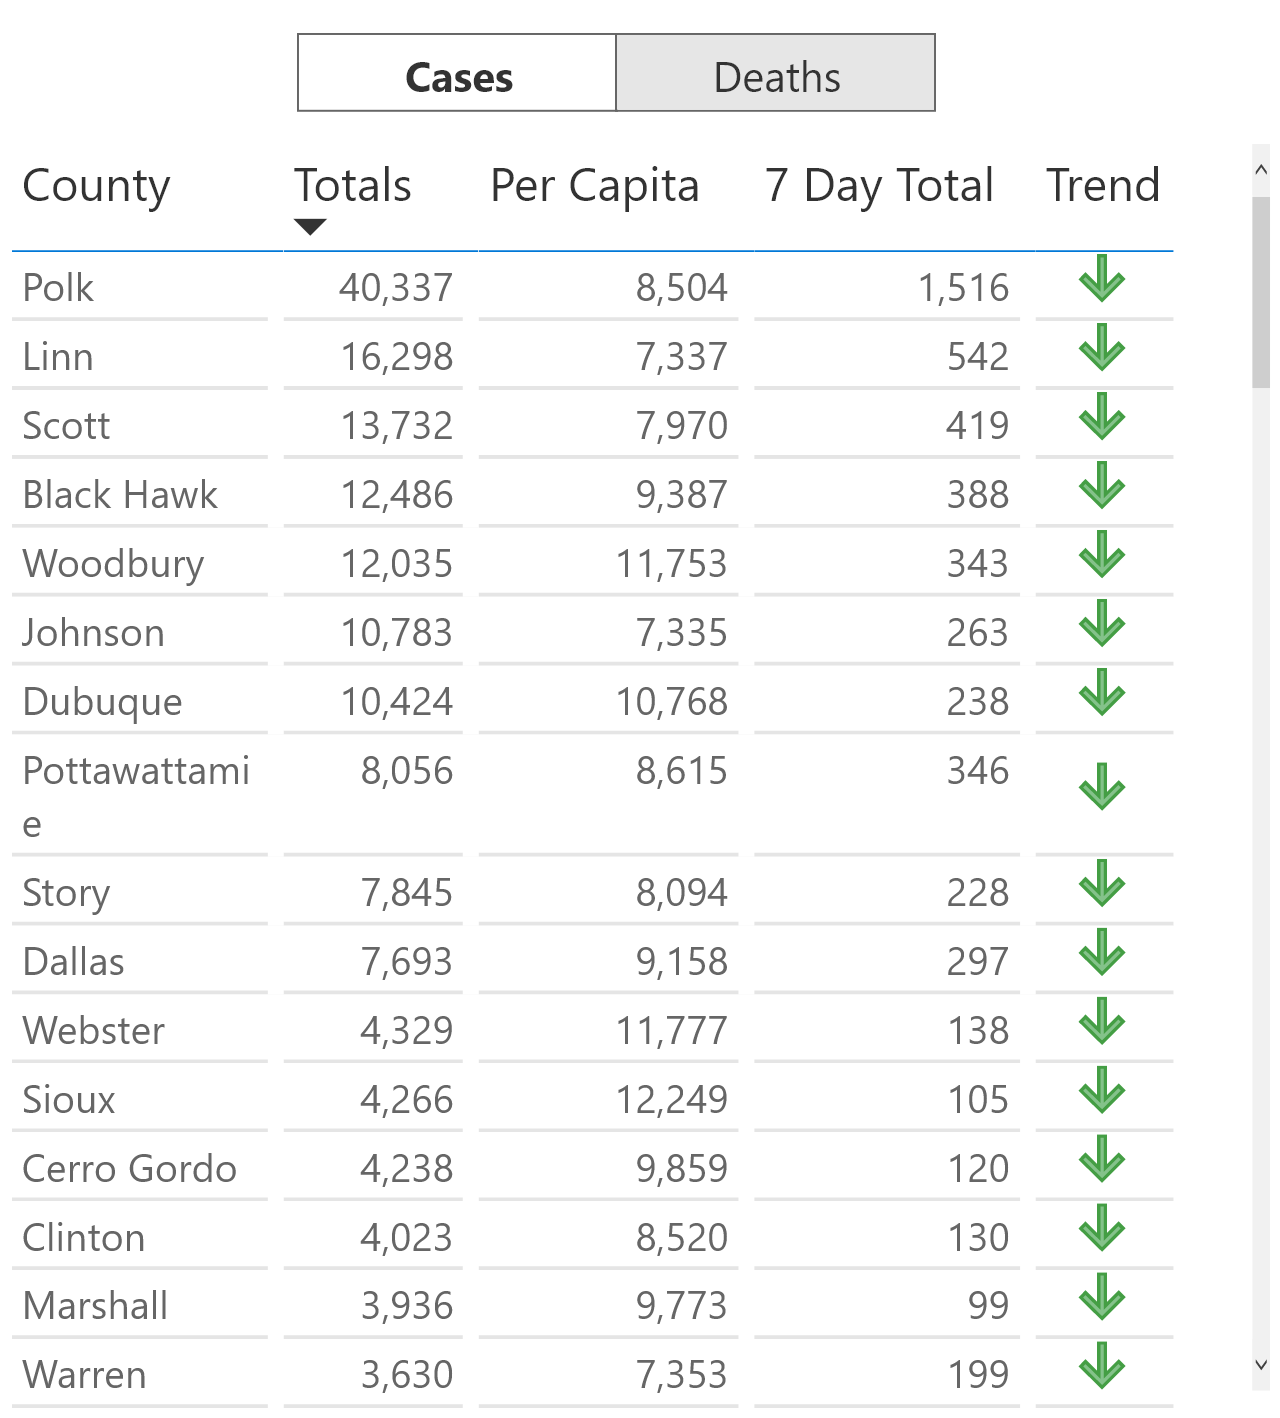 Cases Deaths
County Totals Per Capita 7 Day Total Trend
Polk 40,337 8,504 1,516
Linn 16,298 7,337 542
Scott 13,732 7,970 419
Black Hawk 12,486 9,387 388
Woodbury 12,035 11,753 343
Johnson 10,783 7,335 263
Dubuque 10,424 10,768 238
Pottawattami 8,056 8,615 346
e
Story 7,845 8,094 228
Dallas 7,693 9,158 297
Webster 4,329 11,777 138
Sioux 4,266 12,249 105
Cerro Gordo 4,238 9,859 120
Clinton 4,023 8,520 130
Marshall 3,936 9,773 99
Warren 3,630 7,353 199